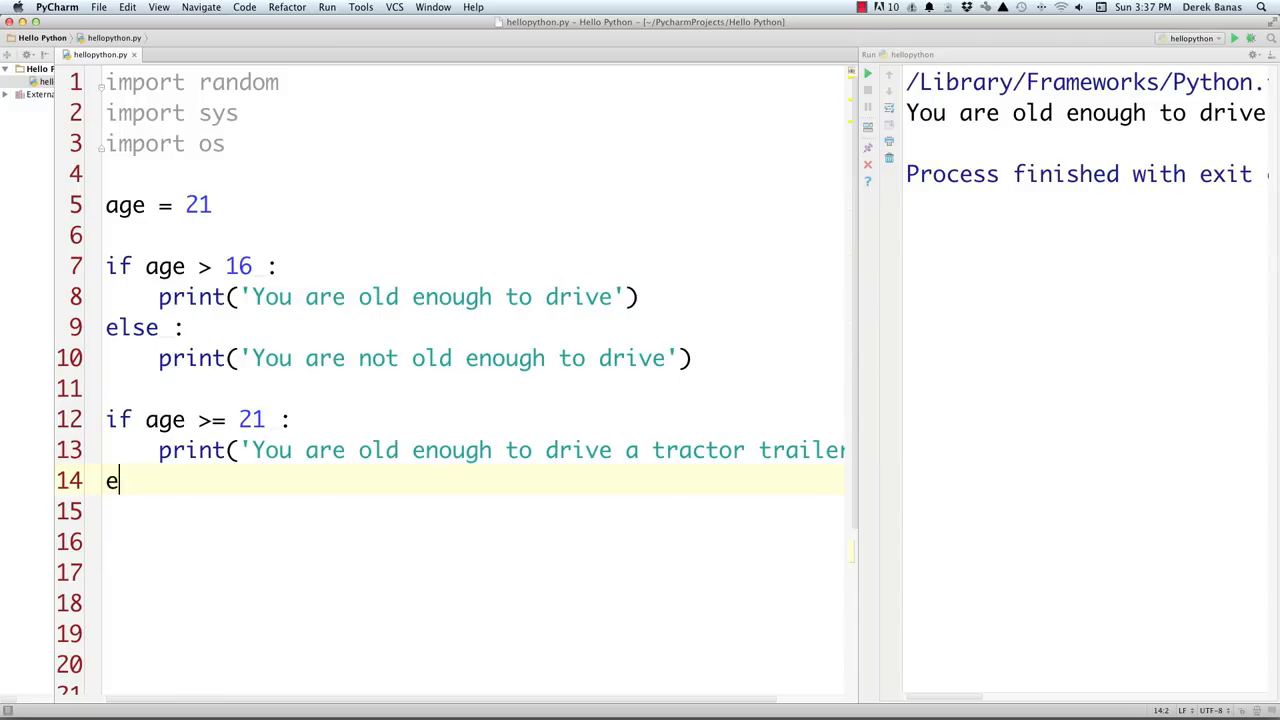 PyCharm File Edit View Navigate Code Refactor Run Tools VCS Window Help 10 Sun 3:37 PM Derek Banas
hellopython.py – Hello Python – [~/PycharmProjects/Hello Python]
Hello Python hellopython.py hellopython
hellopython.py Run hellopython
Hello P
hell
Externa
1 import random
2 import sys
3 import os
4
5 age = 21
6
7 if age > 16 :
8 print('You are old enough to drive')
9 else :
10 print('You are not old enough to drive')
11
12 if age >= 21 :
13 print('You are old enough to drive a tractor trailer
14 e
15
16
17
18
19
20
21
/Library/Frameworks/Python.
You are old enough to drive
Process finished with exit
14:2 LF UTF-8